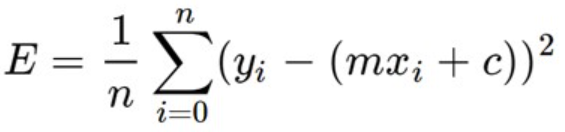 E = \frac{1}{n} \sum_{i=0}^{n} (y_i - (mx_i + c))^2